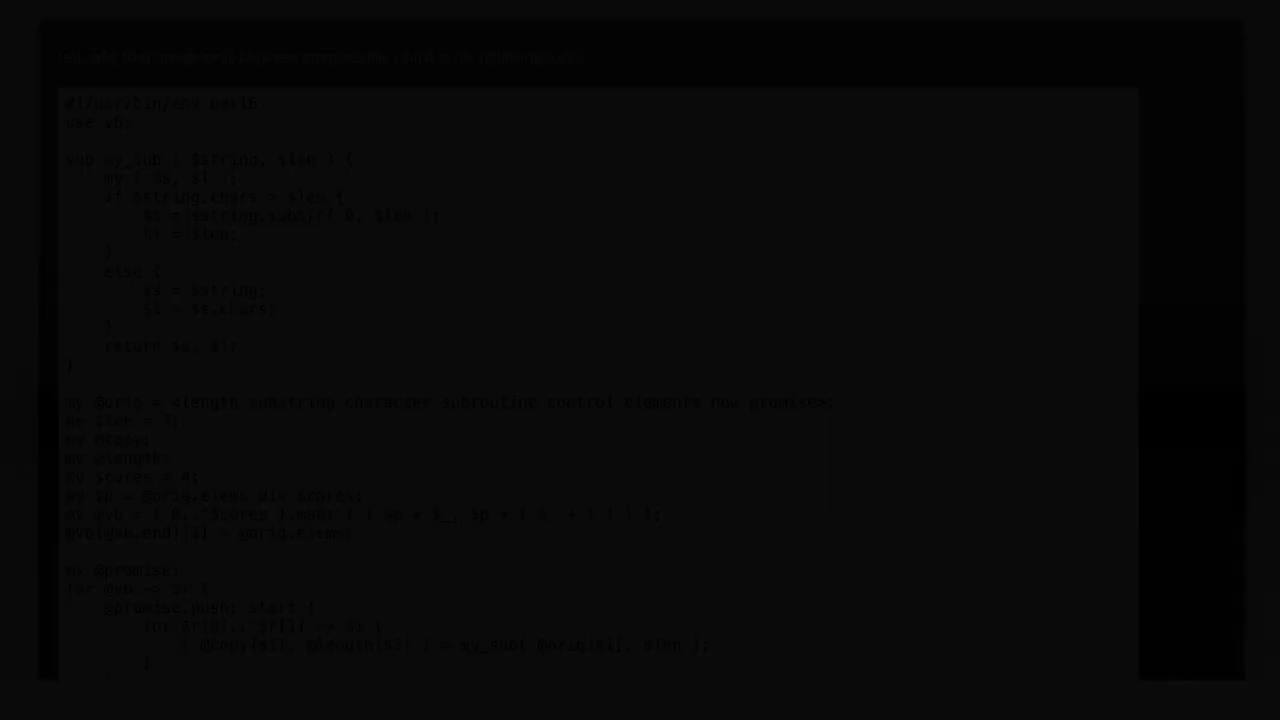 #!/usr/bin/env perl6
use v6;
sub my_sub ( $string, $len ) {
my ( $s, $l );
if $string.chars > $len {
$s = $string.substr( 0, $len );
$l = $len;
}
else {
$s = $string;
$l = $s.chars;
}
return $s, $l;
}
my @orig = <length substring character subroutine control elements now promise>;
my $len = 7;
my @copy;
my @length;
my $cores = 4;
my $p = @orig.elems div $cores;
my @vb = ( 0..^$cores ).map: { [ $p * $_, $p * ( $_ + 1 ) ] };
@vb[@vb.end][1] = @orig.elems;
my @promise;
for @vb -> $r {
@promise.push: start {
for $r[0]..^$r[1] -> $i {
( @copy[$i], @length[$i] ) = my_sub( @orig[$i], $len );
}